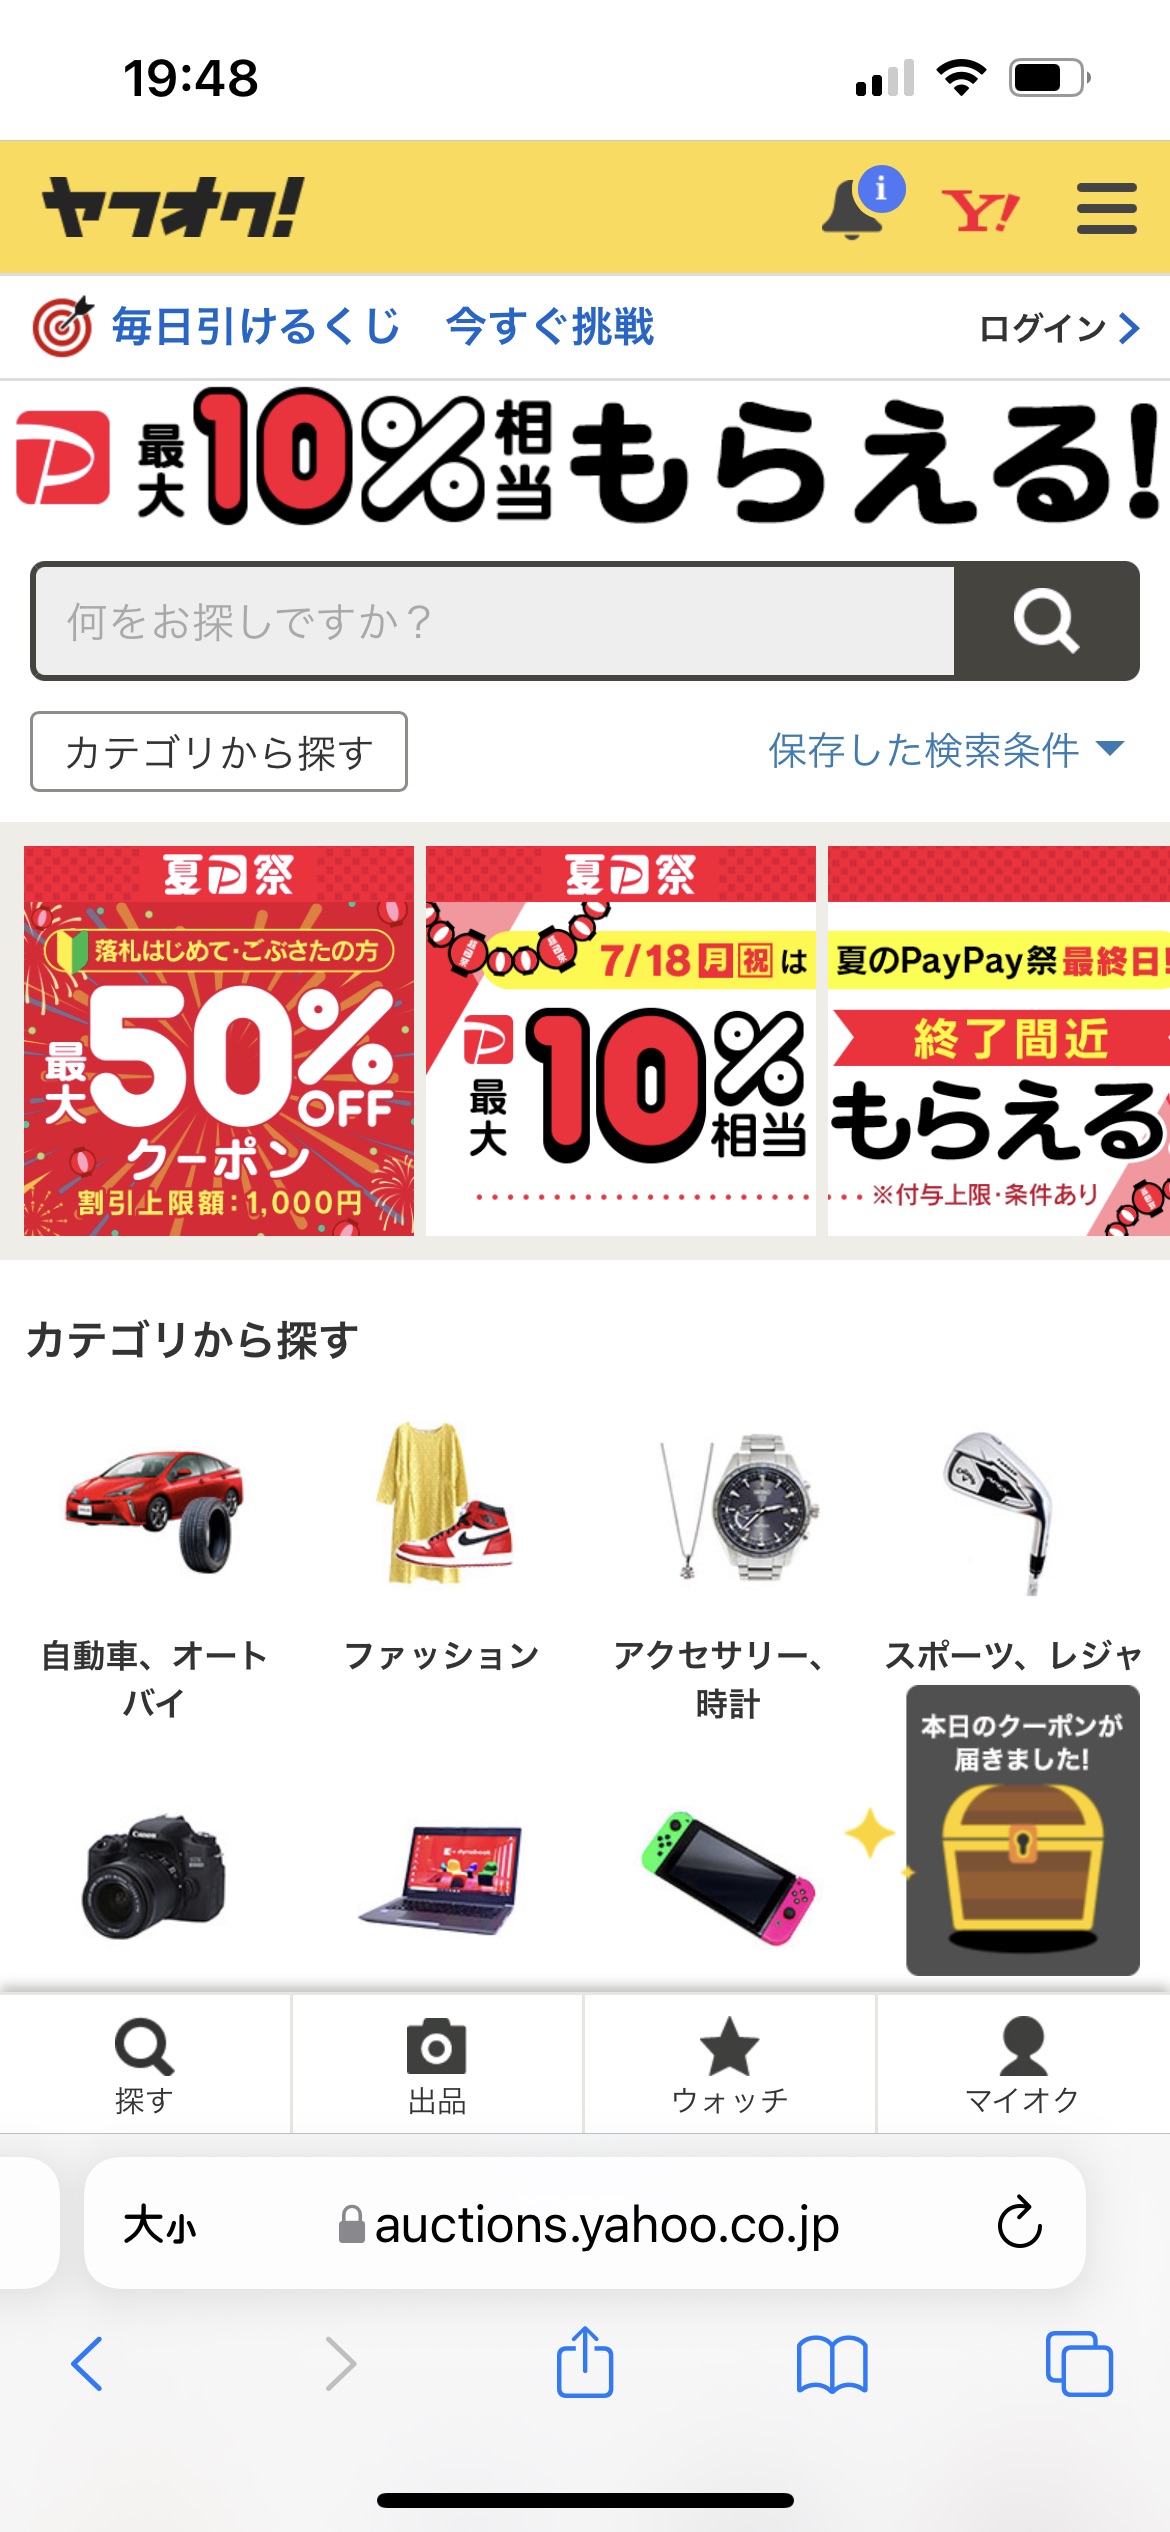 19:48
ヤフオク!
i
Y!
毎日引けるくじ 今すぐ挑戦
ログイン
最大10%相当もらえる!
何をお探しですか？
カテゴリから探す
保存した検索条件
夏P祭
落札はじめて・ごぶさたの方
最大50%OFF
クーポン
割引上限額：1,000円
夏P祭
7/18月祝は
最大10%相当
夏のPayPay祭最終日!
終了間近
もらえる
※付与上限・条件あり
カテゴリから探す
自動車、オートバイ
ファッション
アクセサリー、時計
スポーツ、レジャ
本日のクーポンが
届きました!
Canon
dynabook
探す
出品
ウォッチ
マイオク
大小
auctions.yahoo.co.jp